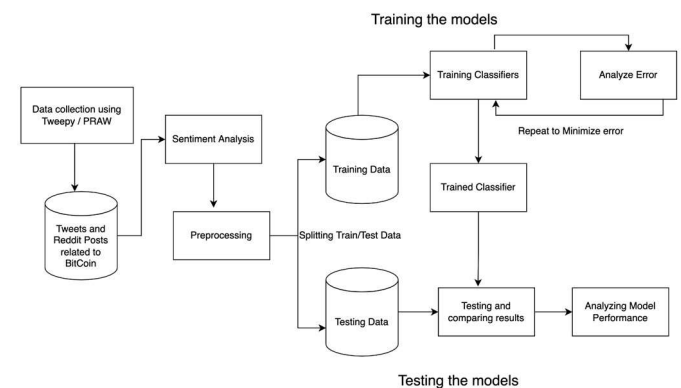 Training the models
Training Classifiers
Analyze Error
Data collection using
Tweepy / PRAW
Sentiment Analysis
Repeat to Minimize error
Training Data
Trained Classifier
Tweets and
Reddit Posts
related to
BitCoin
Preprocessing
Splitting Train/Test Data
Testing Data
Testing and
comparing results
Analyzing Model
Performance
Testing the models